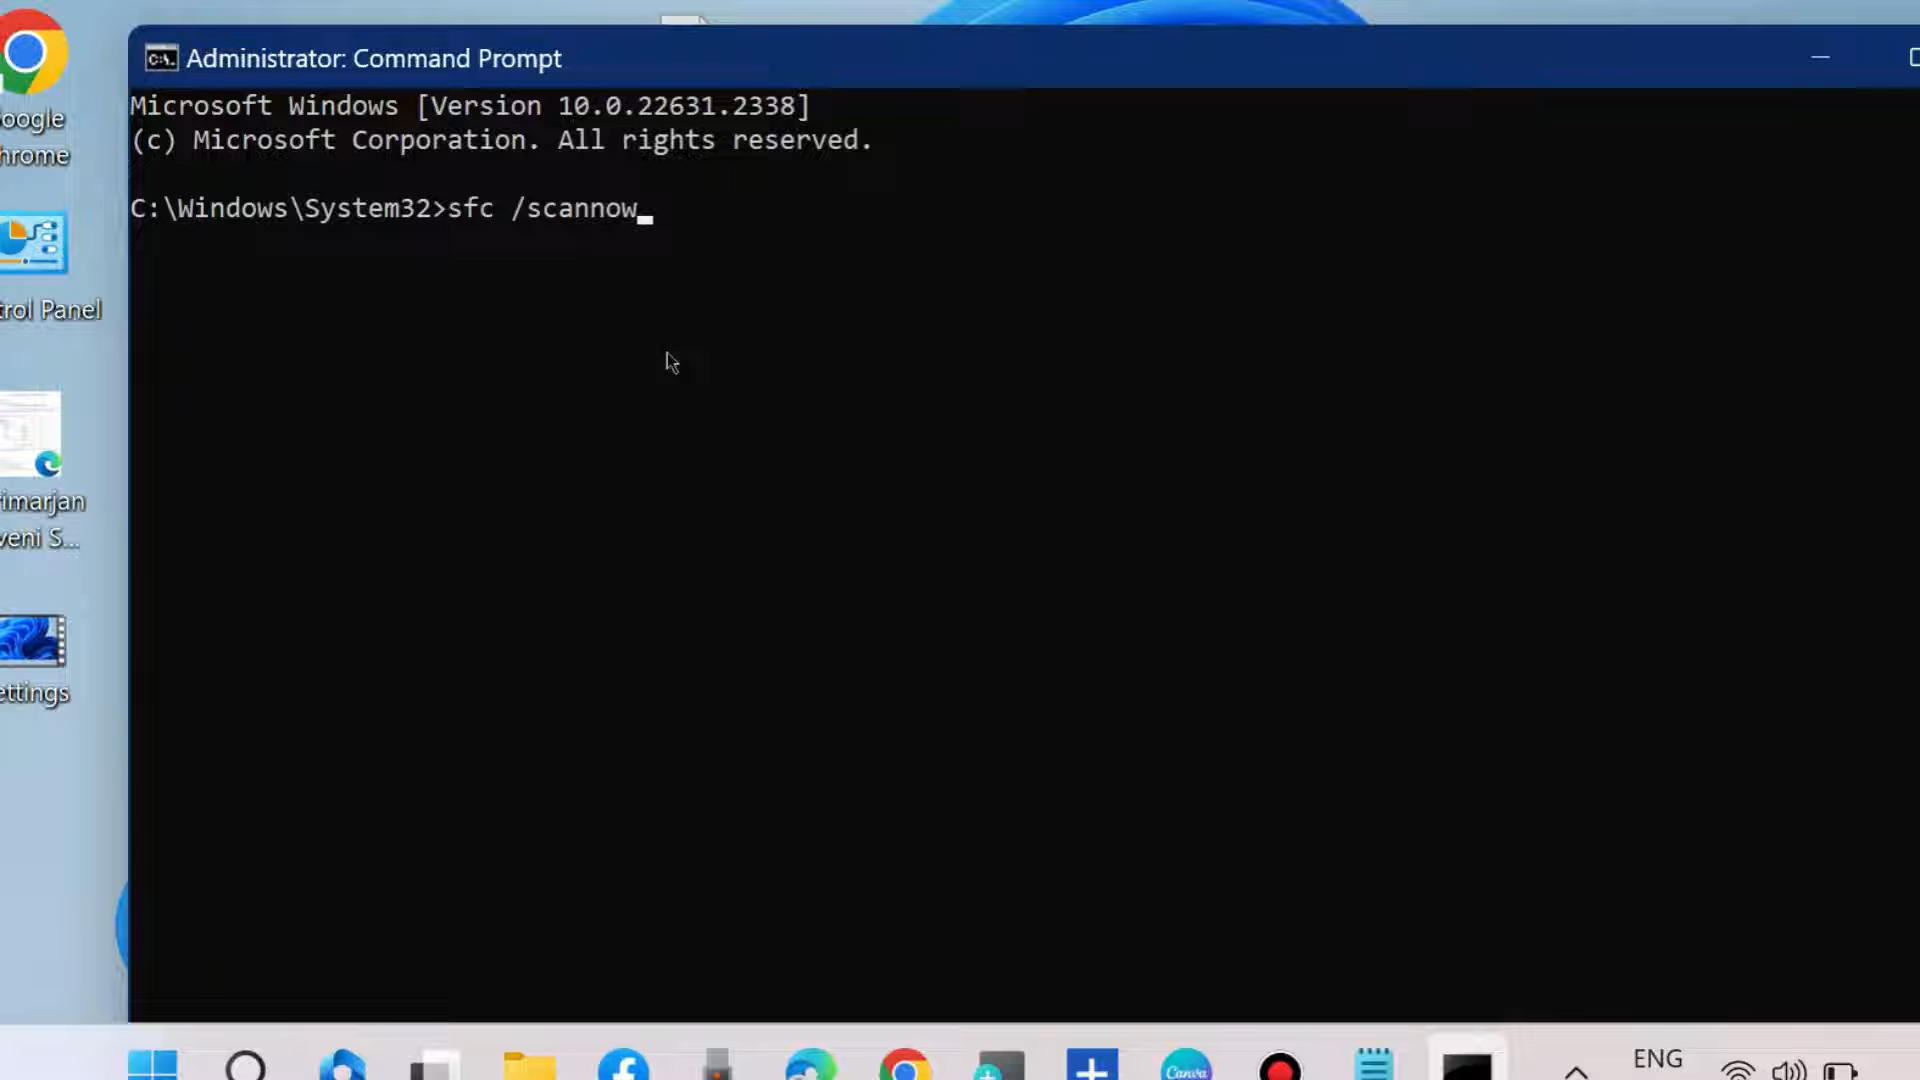 Administrator: Command Prompt
Microsoft Windows [Version 10.0.22631.2338]
(c) Microsoft Corporation. All rights reserved.
C:\Windows\System32>sfc /scannow
oogle
hrome
trol Panel
imarjan
veni S...
ettings
Canva
ENG